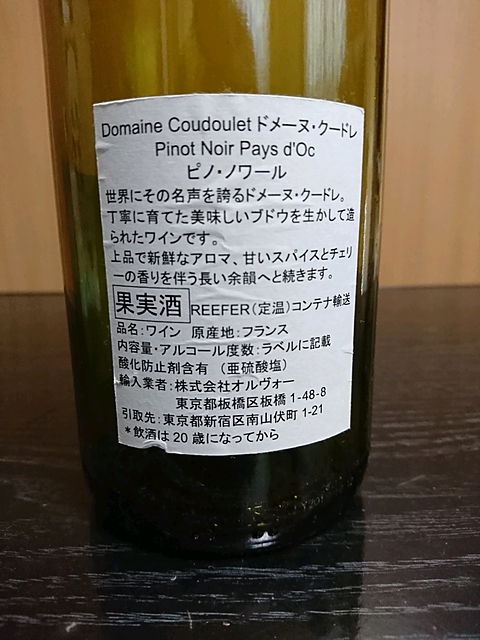 Domaine Coudoulet ドメーヌ・クードレ
Pinot Noir Pays d'Oc
ピノ・ノワール
世界にその名声を誇るドメーヌ・クードレ。
丁寧に育てた美味しいブドウを生かして造
られたワインです。
上品で新鮮なアロマ、甘いスパイスとチェリ
ーの香りを伴う長い余韻へと続きます。
果実酒 REEFER(定温)コンテナ輸送
品名:ワイン 原産地:フランス
内容量・アルコール度数:ラベルに記載
酸化防止剤含有 (亜硫酸塩)
輸入業者:株式会社オルヴォー
東京都板橋区板橋 1-48-8
引取先:東京都新宿区南山伏町 1-21
*飲酒は 20 歳になってから